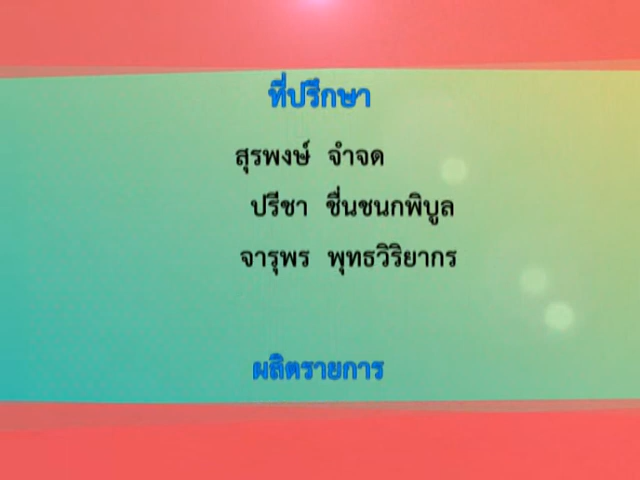 ที่ปรึกษา
สุรพงษ์ จำจด
ปรีชา ชื่นชนกพิบูล
จารุพร พุทธวิริยากร
ผลิตรายการ